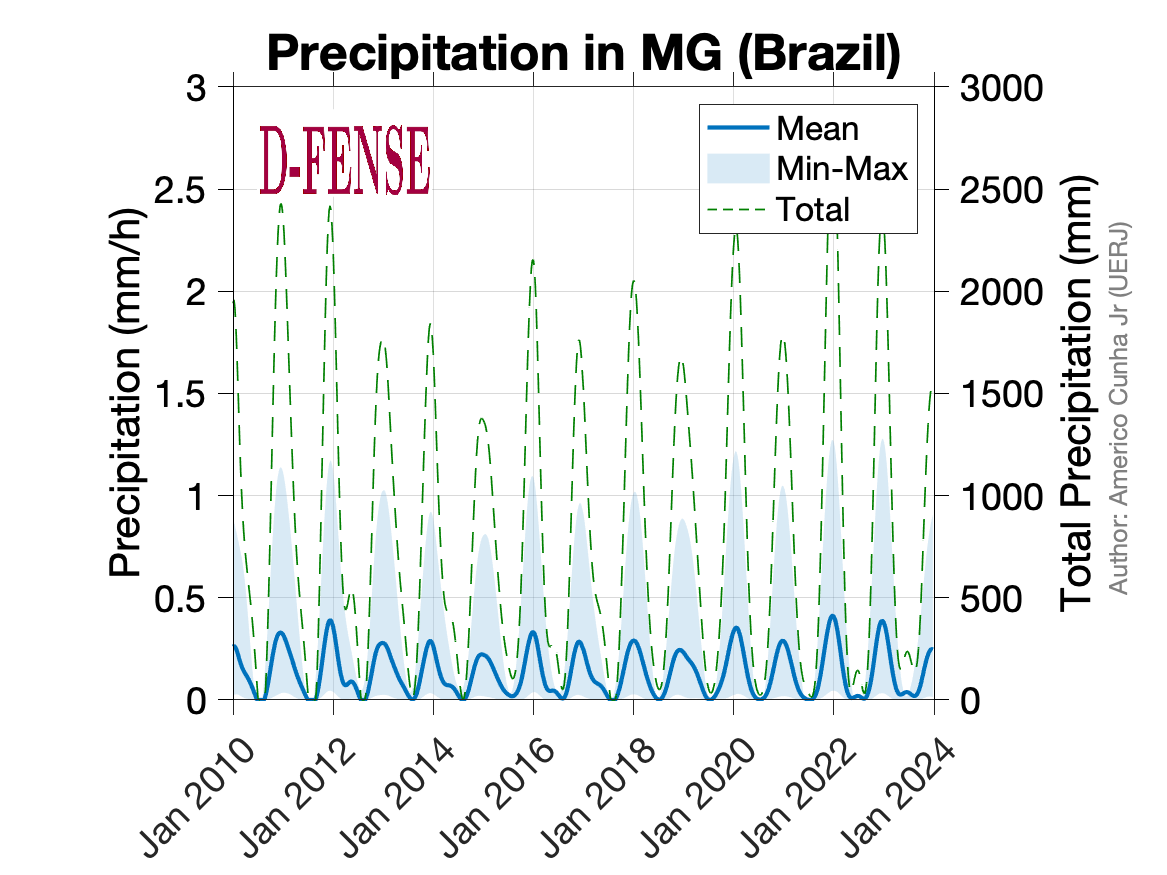 Precipitation in MG (Brazil)
D-FENSE
Mean
Min-Max
Total
Precipitation (mm/h)
3
2.5
2
1.5
1
0.5
0
3000
2500
2000
1500
1000
500
0
Total Precipitation (mm)
Author: Americo Cunha Jr (UERJ)
Jan 2010
Jan 2012
Jan 2014
Jan 2016
Jan 2018
Jan 2020
Jan 2022
Jan 2024